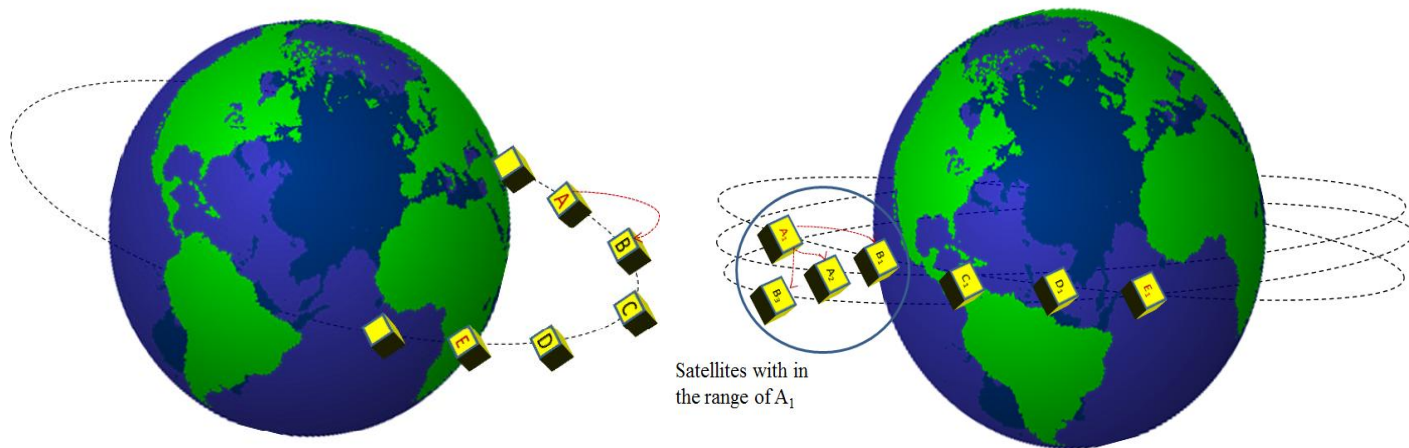 A
B
C
D
E
A1
B1
A2
B3
C1
D1
E1
Satellites with in
the range of A1